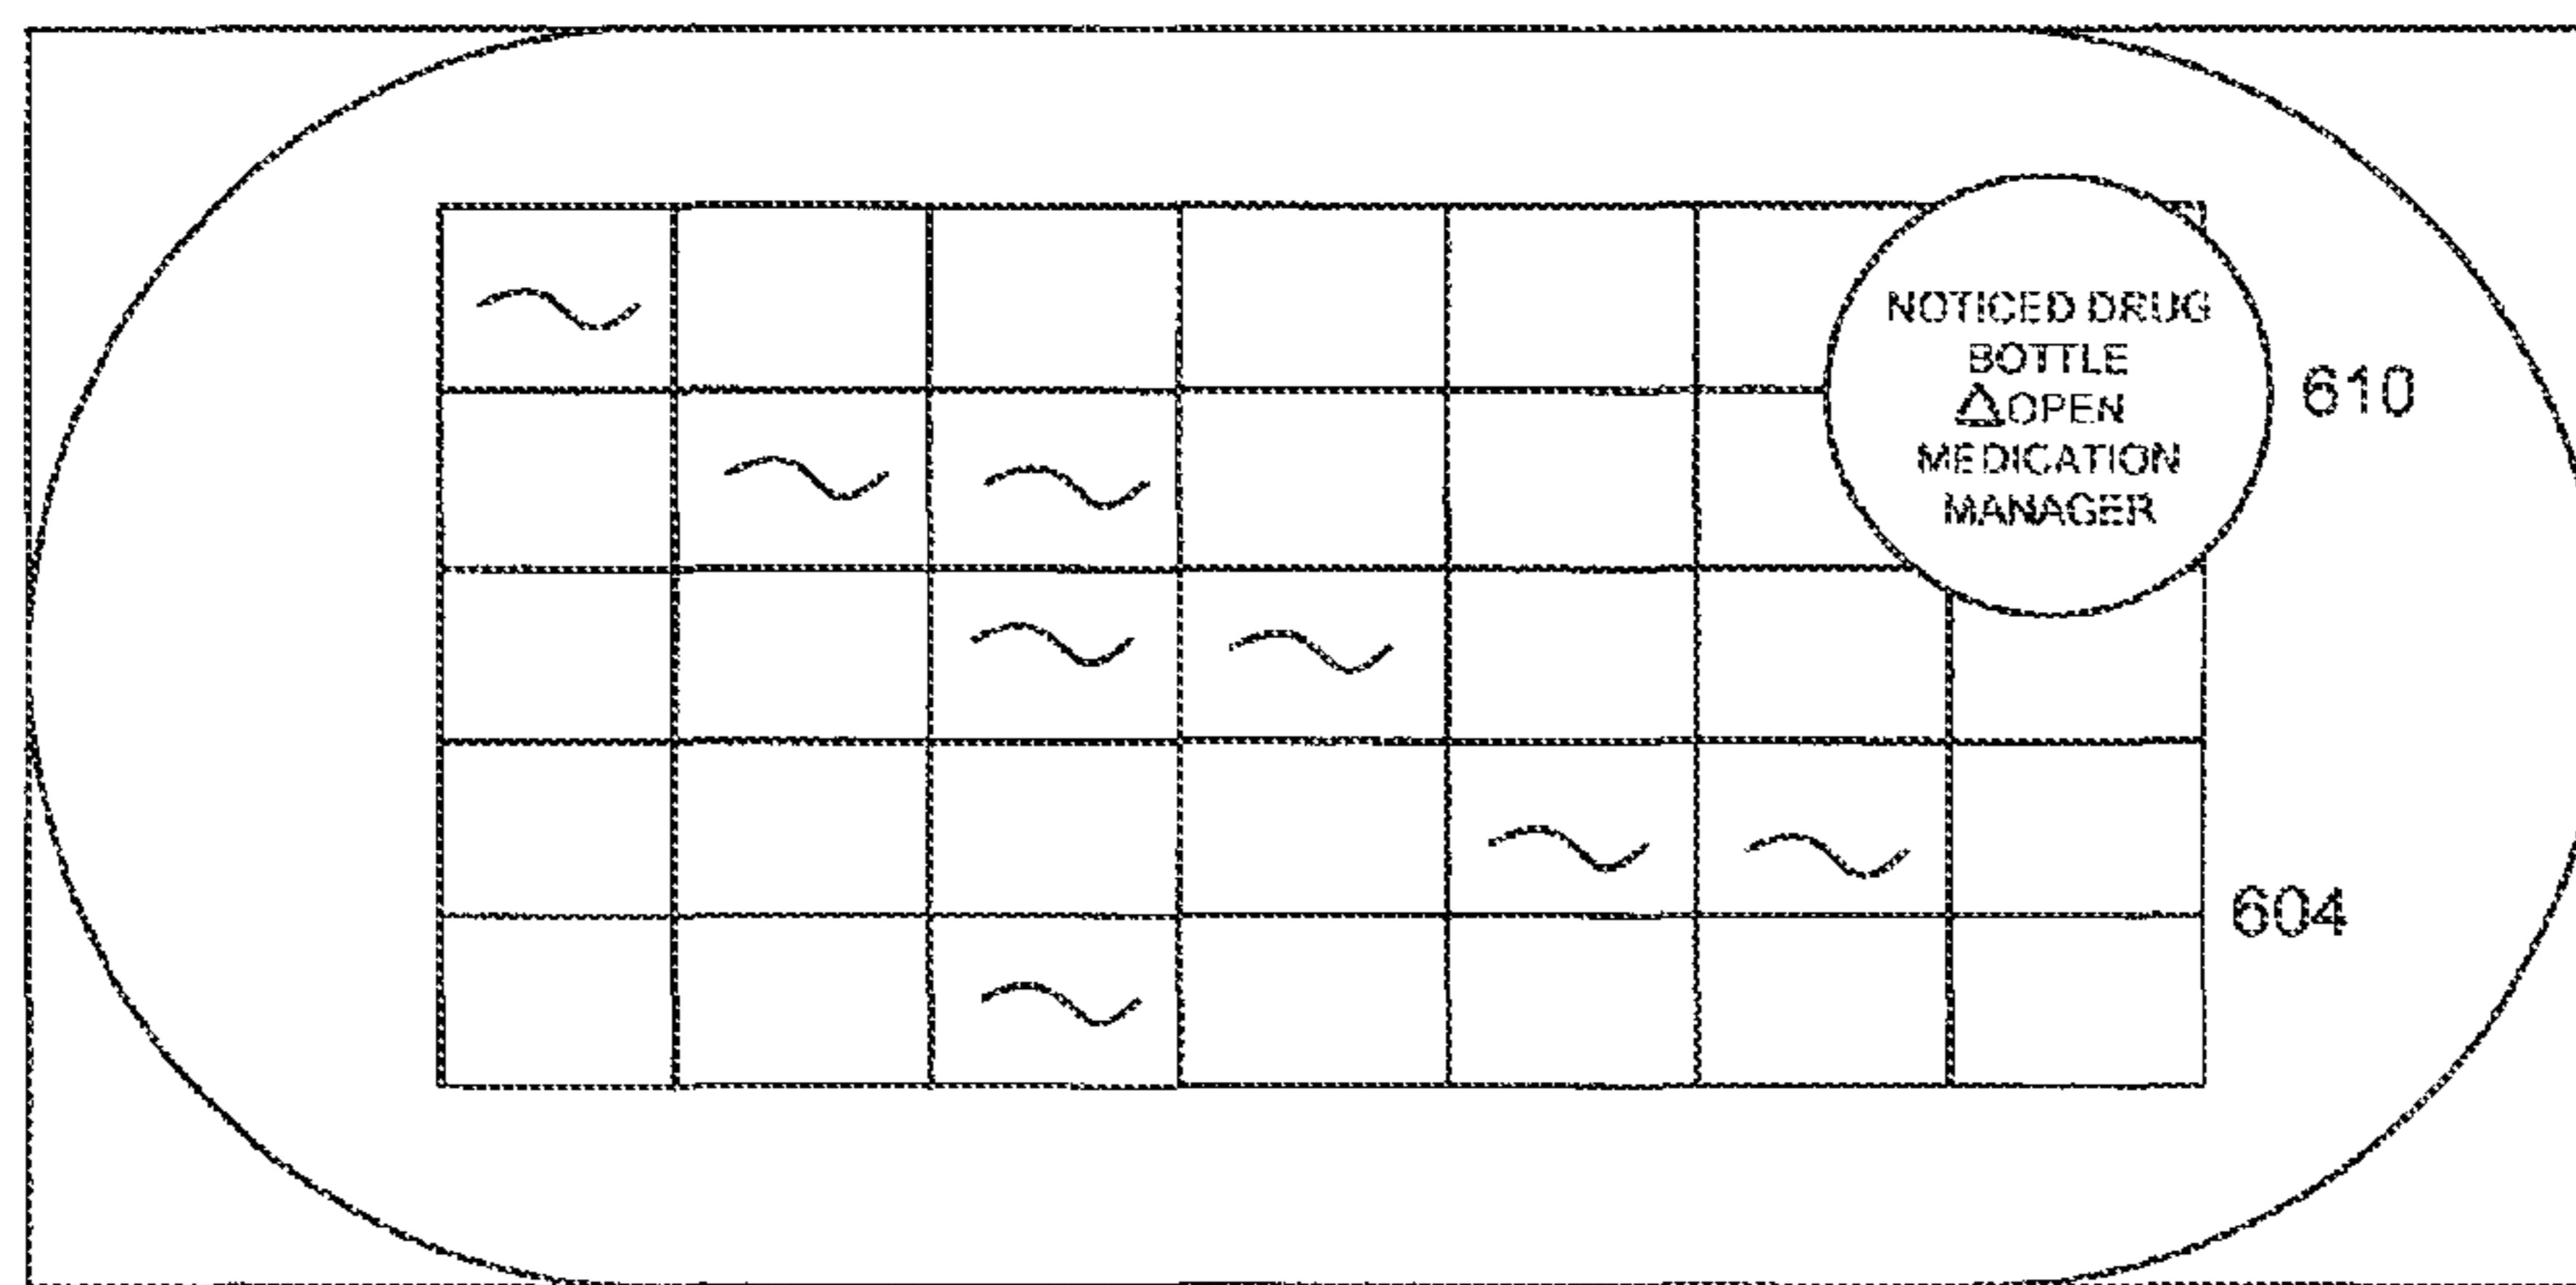 NOTICED DRUG
BOTTLE
△OPEN
MEDICATION
MANAGER
610
604